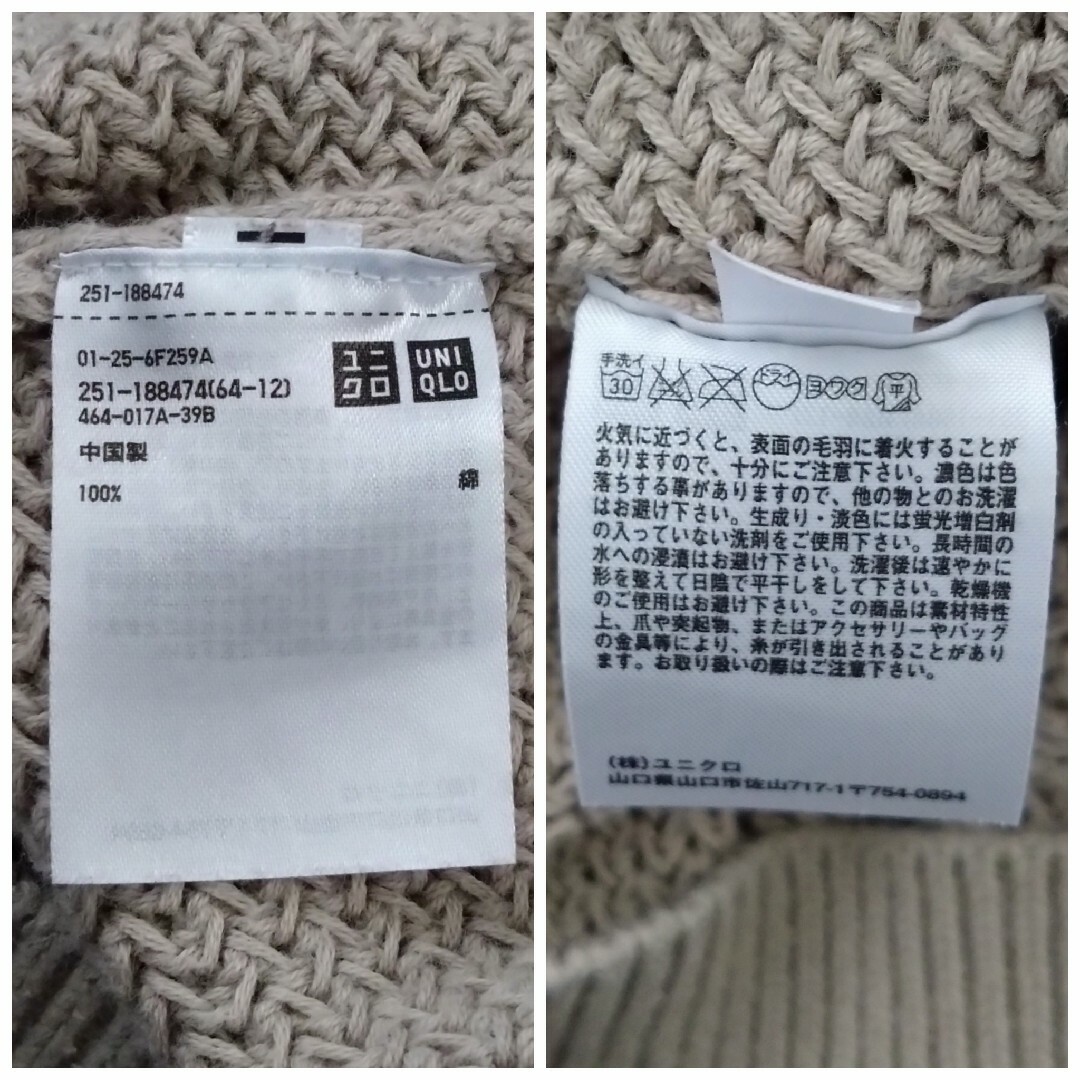 251-188474
01-25-6F259A
251-188474(64-12)
464-017A-39B
中国製
100% 綿
ユニ
クロ
UNI
QLO
手洗イ
30
ドライ
ヨワク
平
火気に近づくと、表面の毛羽に着火することが
ありますので、十分にご注意下さい。濃色は色
落ちする事がありますので、他の物とのお洗濯
はお避け下さい。生成り・淡色には蛍光増白剤
の入っていない洗剤をご使用下さい。長時間の
水への浸漬はお避け下さい。洗濯後は速やかに
形を整えて日陰で平干しをして下さい。乾燥機
のご使用はお避け下さい。この商品は素材特性
上、爪や突起物、またはアクセサリーやバッグ
の金具等により、糸が引き出されることがあり
ます。お取り扱いの際はご注意下さい。
(株)ユニクロ
山口県山口市佐山717-1〒754-0894